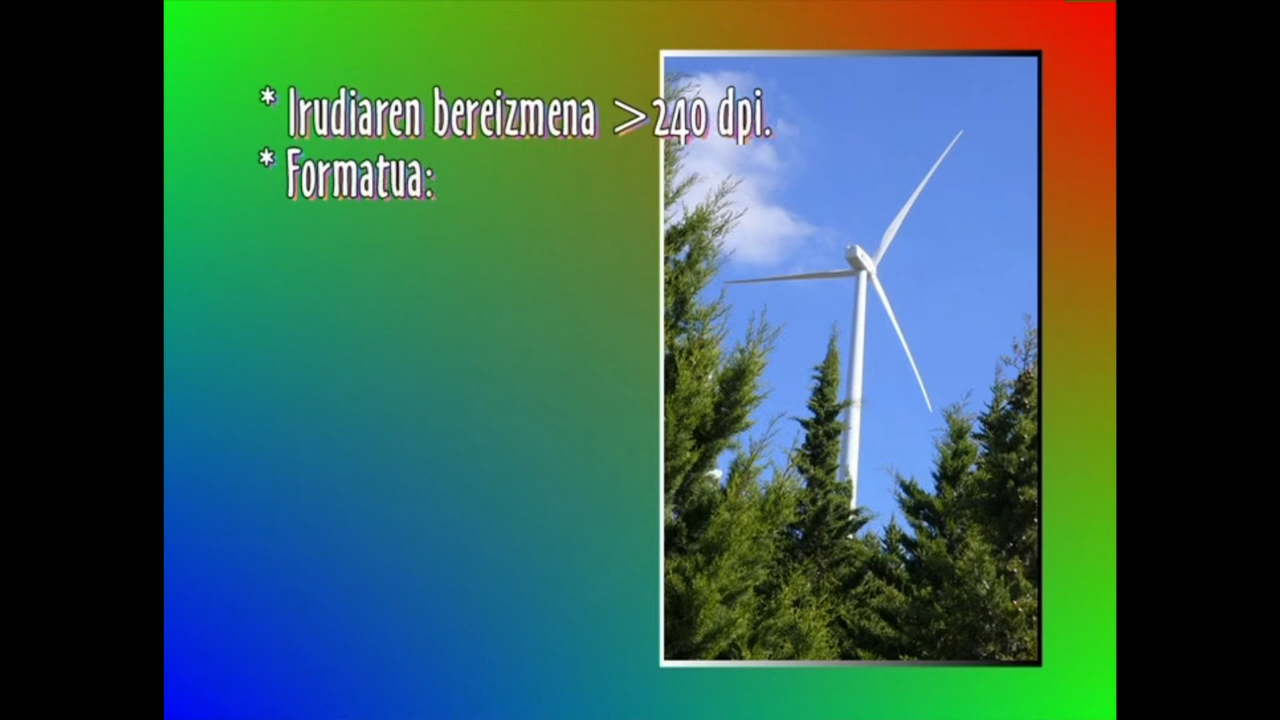 * Irudiaren bereizmena > 240 dpi.
* Formatua: